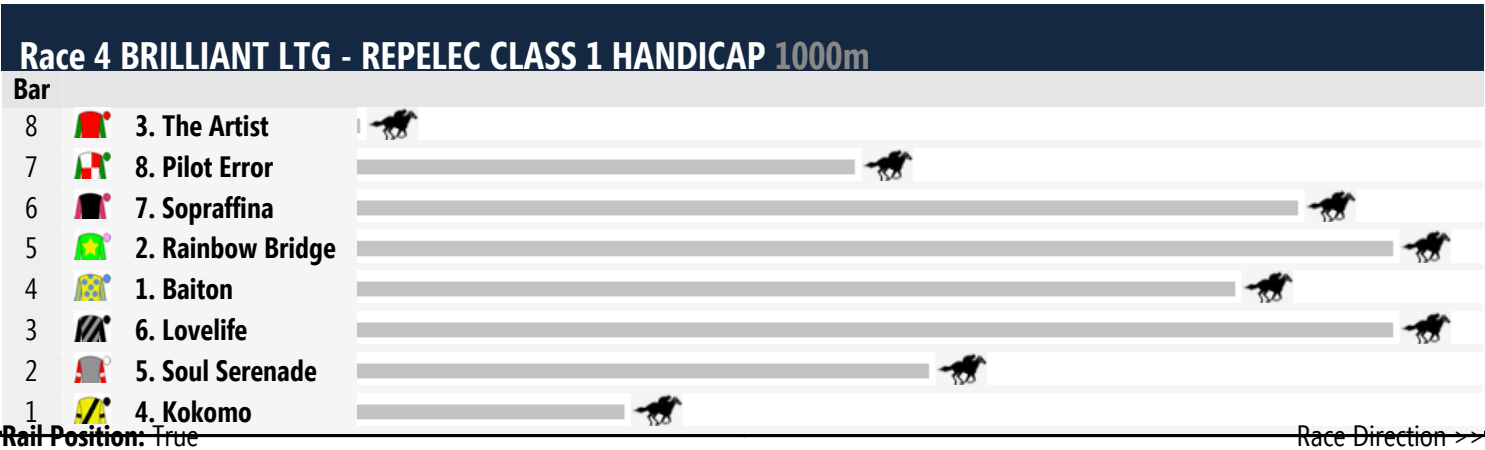 Race 4 BRILLIANT LTG - REPELEC CLASS 1 HANDICAP 1000m
Bar
8 3. The Artist
7 8. Pilot Error
6 7. Sopraffina
5 2. Rainbow Bridge
4 1. Baiton
3 6. Lovelife
2 5. Soul Serenade
1 4. Kokomo
Rail Position: True Race Direction >>